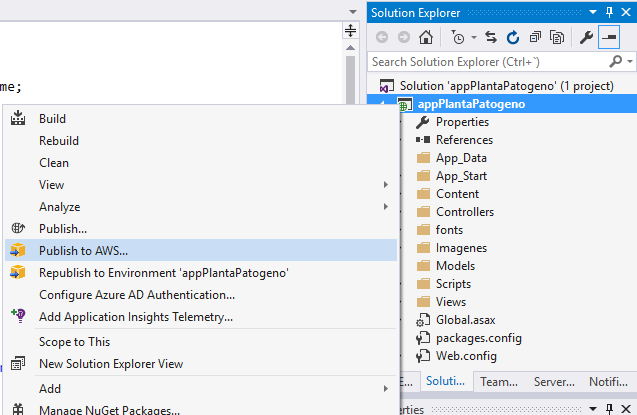 Solution Explorer
Search Solution Explorer (Ctrl+`)
Solution 'appPlantaPatogeno' (1 project)
me;
appPlantaPatogeno
Build
Properties
Rebuild
References
Clean
App_Data
View
App_Start
Analyze
Content
Publish...
Controllers
Publish to AWS...
fonts
Republish to Environment 'appPlantaPatogeno'
Imagenes
Configure Azure AD Authentication...
Models
Add Application Insights Telemetry...
Scripts
Views
Scope to This
Global.asax
New Solution Explorer View
packages.config
Web.config
Add
E... Soluti... Team... Server... Notifi...
Manage NuGet Packages...
erties